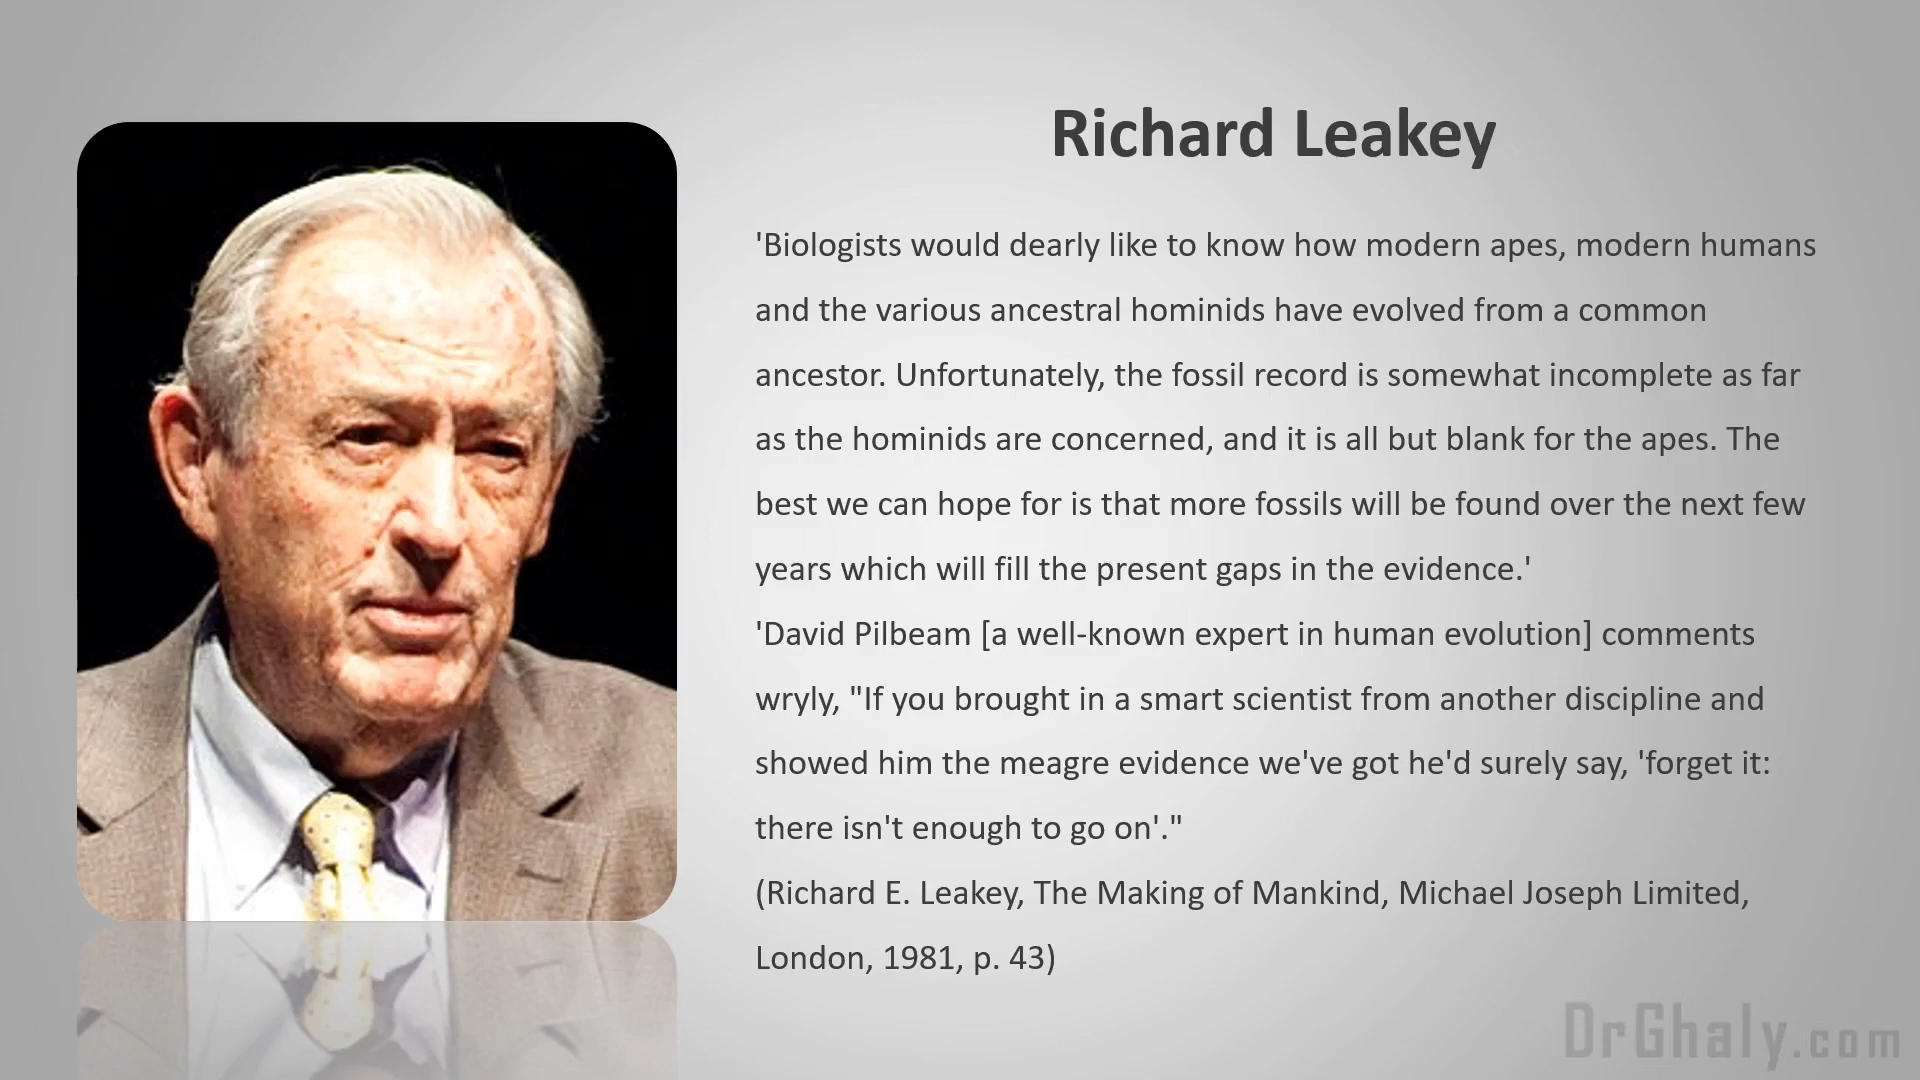 Richard Leakey
'Biologists would dearly like to know how modern apes, modern humans
and the various ancestral hominids have evolved from a common
ancestor. Unfortunately, the fossil record is somewhat incomplete as far
as the hominids are concerned, and it is all but blank for the apes. The
best we can hope for is that more fossils will be found over the next few
years which will fill the present gaps in the evidence.'
'David Pilbeam [a well-known expert in human evolution] comments
wryly, "If you brought in a smart scientist from another discipline and
showed him the meagre evidence we've got he'd surely say, 'forget it:
there isn't enough to go on'."
(Richard E. Leakey, The Making of Mankind, Michael Joseph Limited,
London, 1981, p. 43)
DrGhaly.com